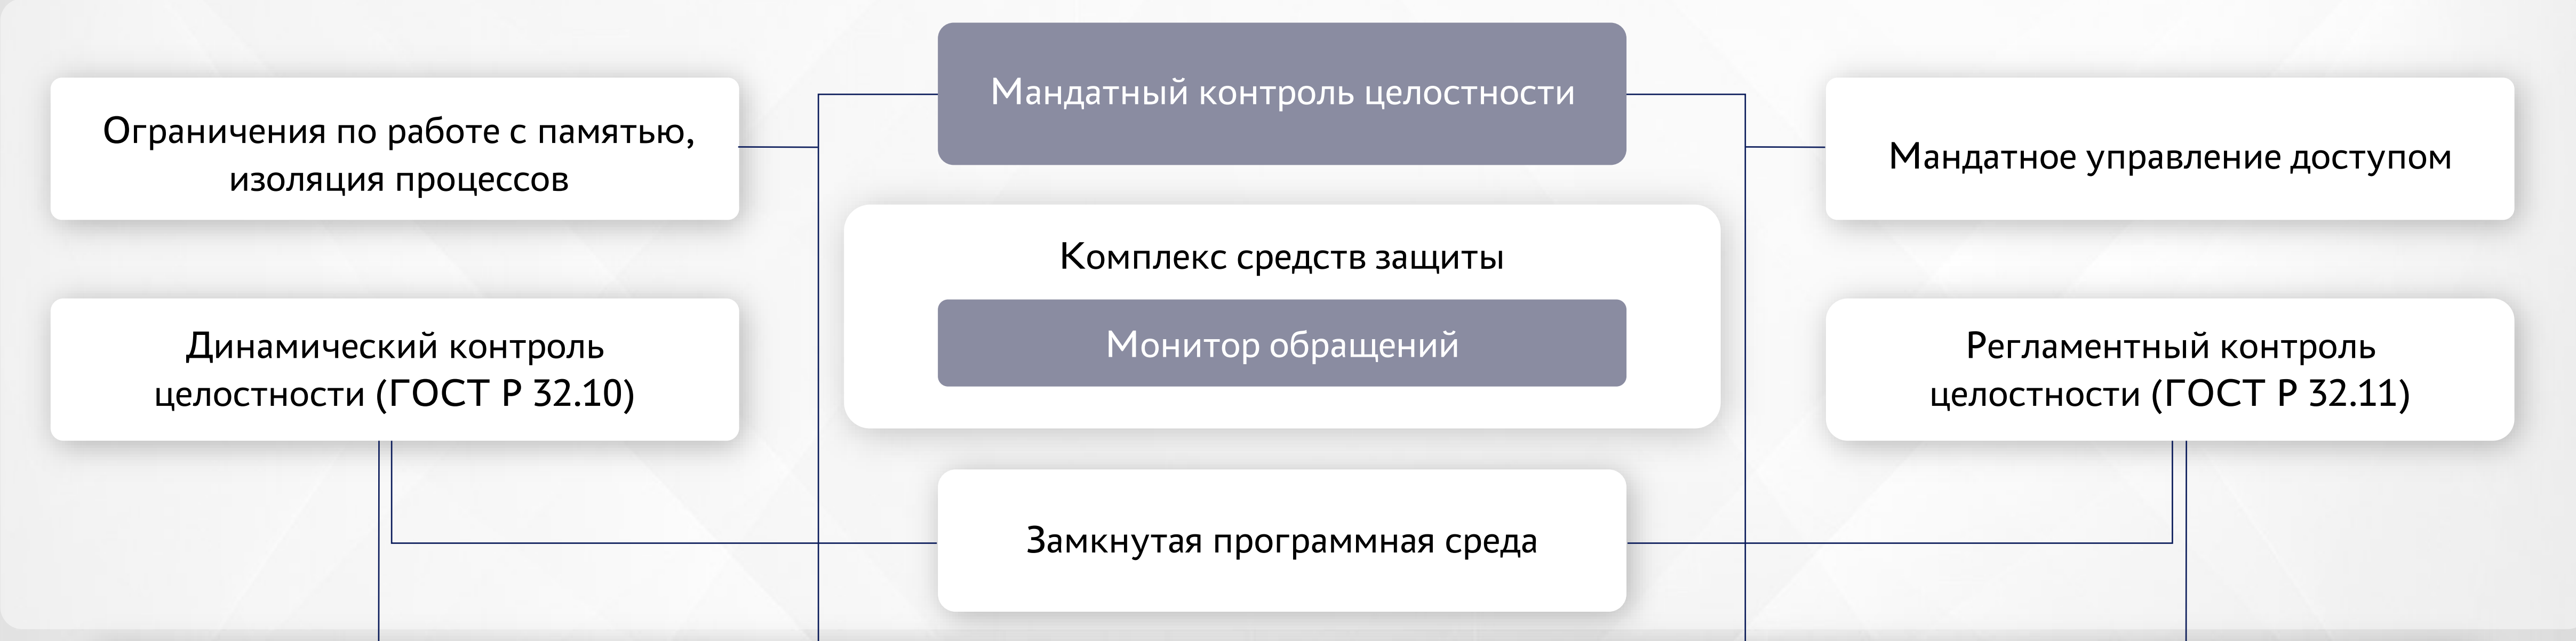 Мандатный контроль целостности
Ограничения по работе с памятью,
изоляция процессов
Мандатное управление доступом
Комплекс средств защиты
Монитор обращений
Динамический контроль
целостности (ГОСТ Р 32.10)
Регламентный контроль
целостности (ГОСТ Р 32.11)
Замкнутая программная среда